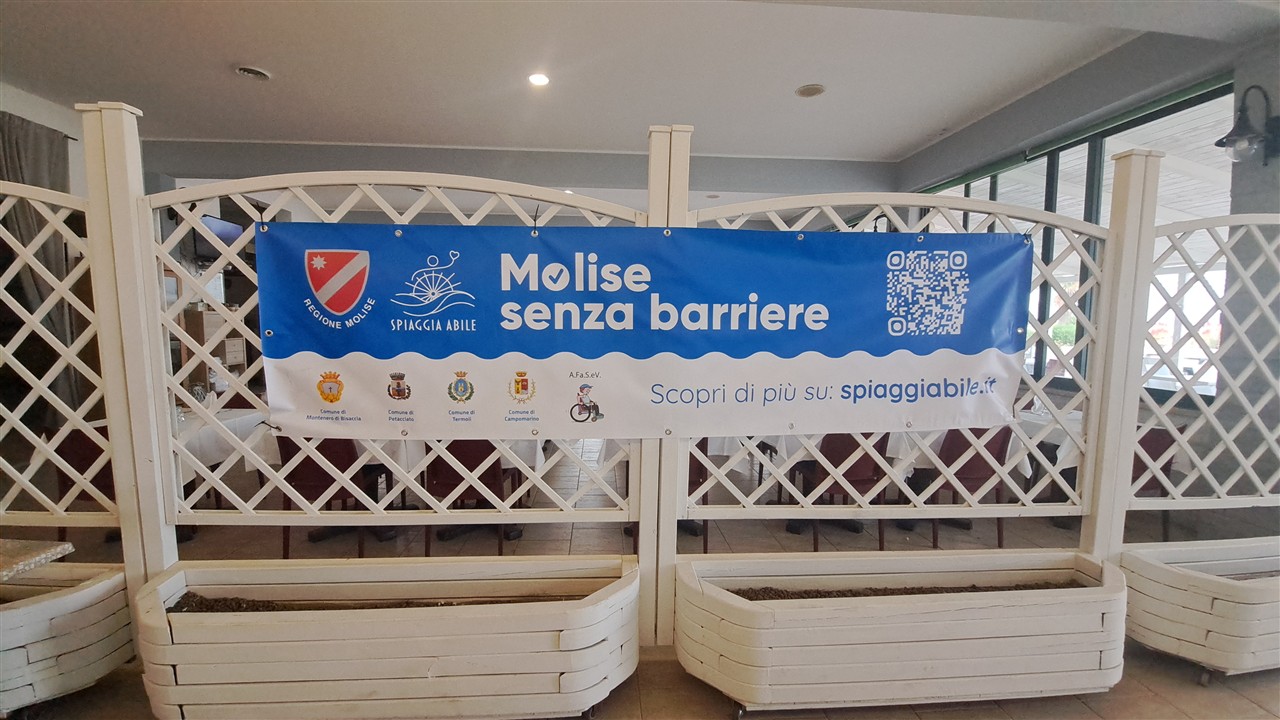 REGIONE MOLISE
SPIAGGIA ABILE
Molise
senza barriere
Comune di
Montenero di Bisaccia
Comune di
Petacciato
Comune di
Termoli
Comune di
Campomarino
A.Fa.S.eV.
Scopri di più su: spiaggiabile.it